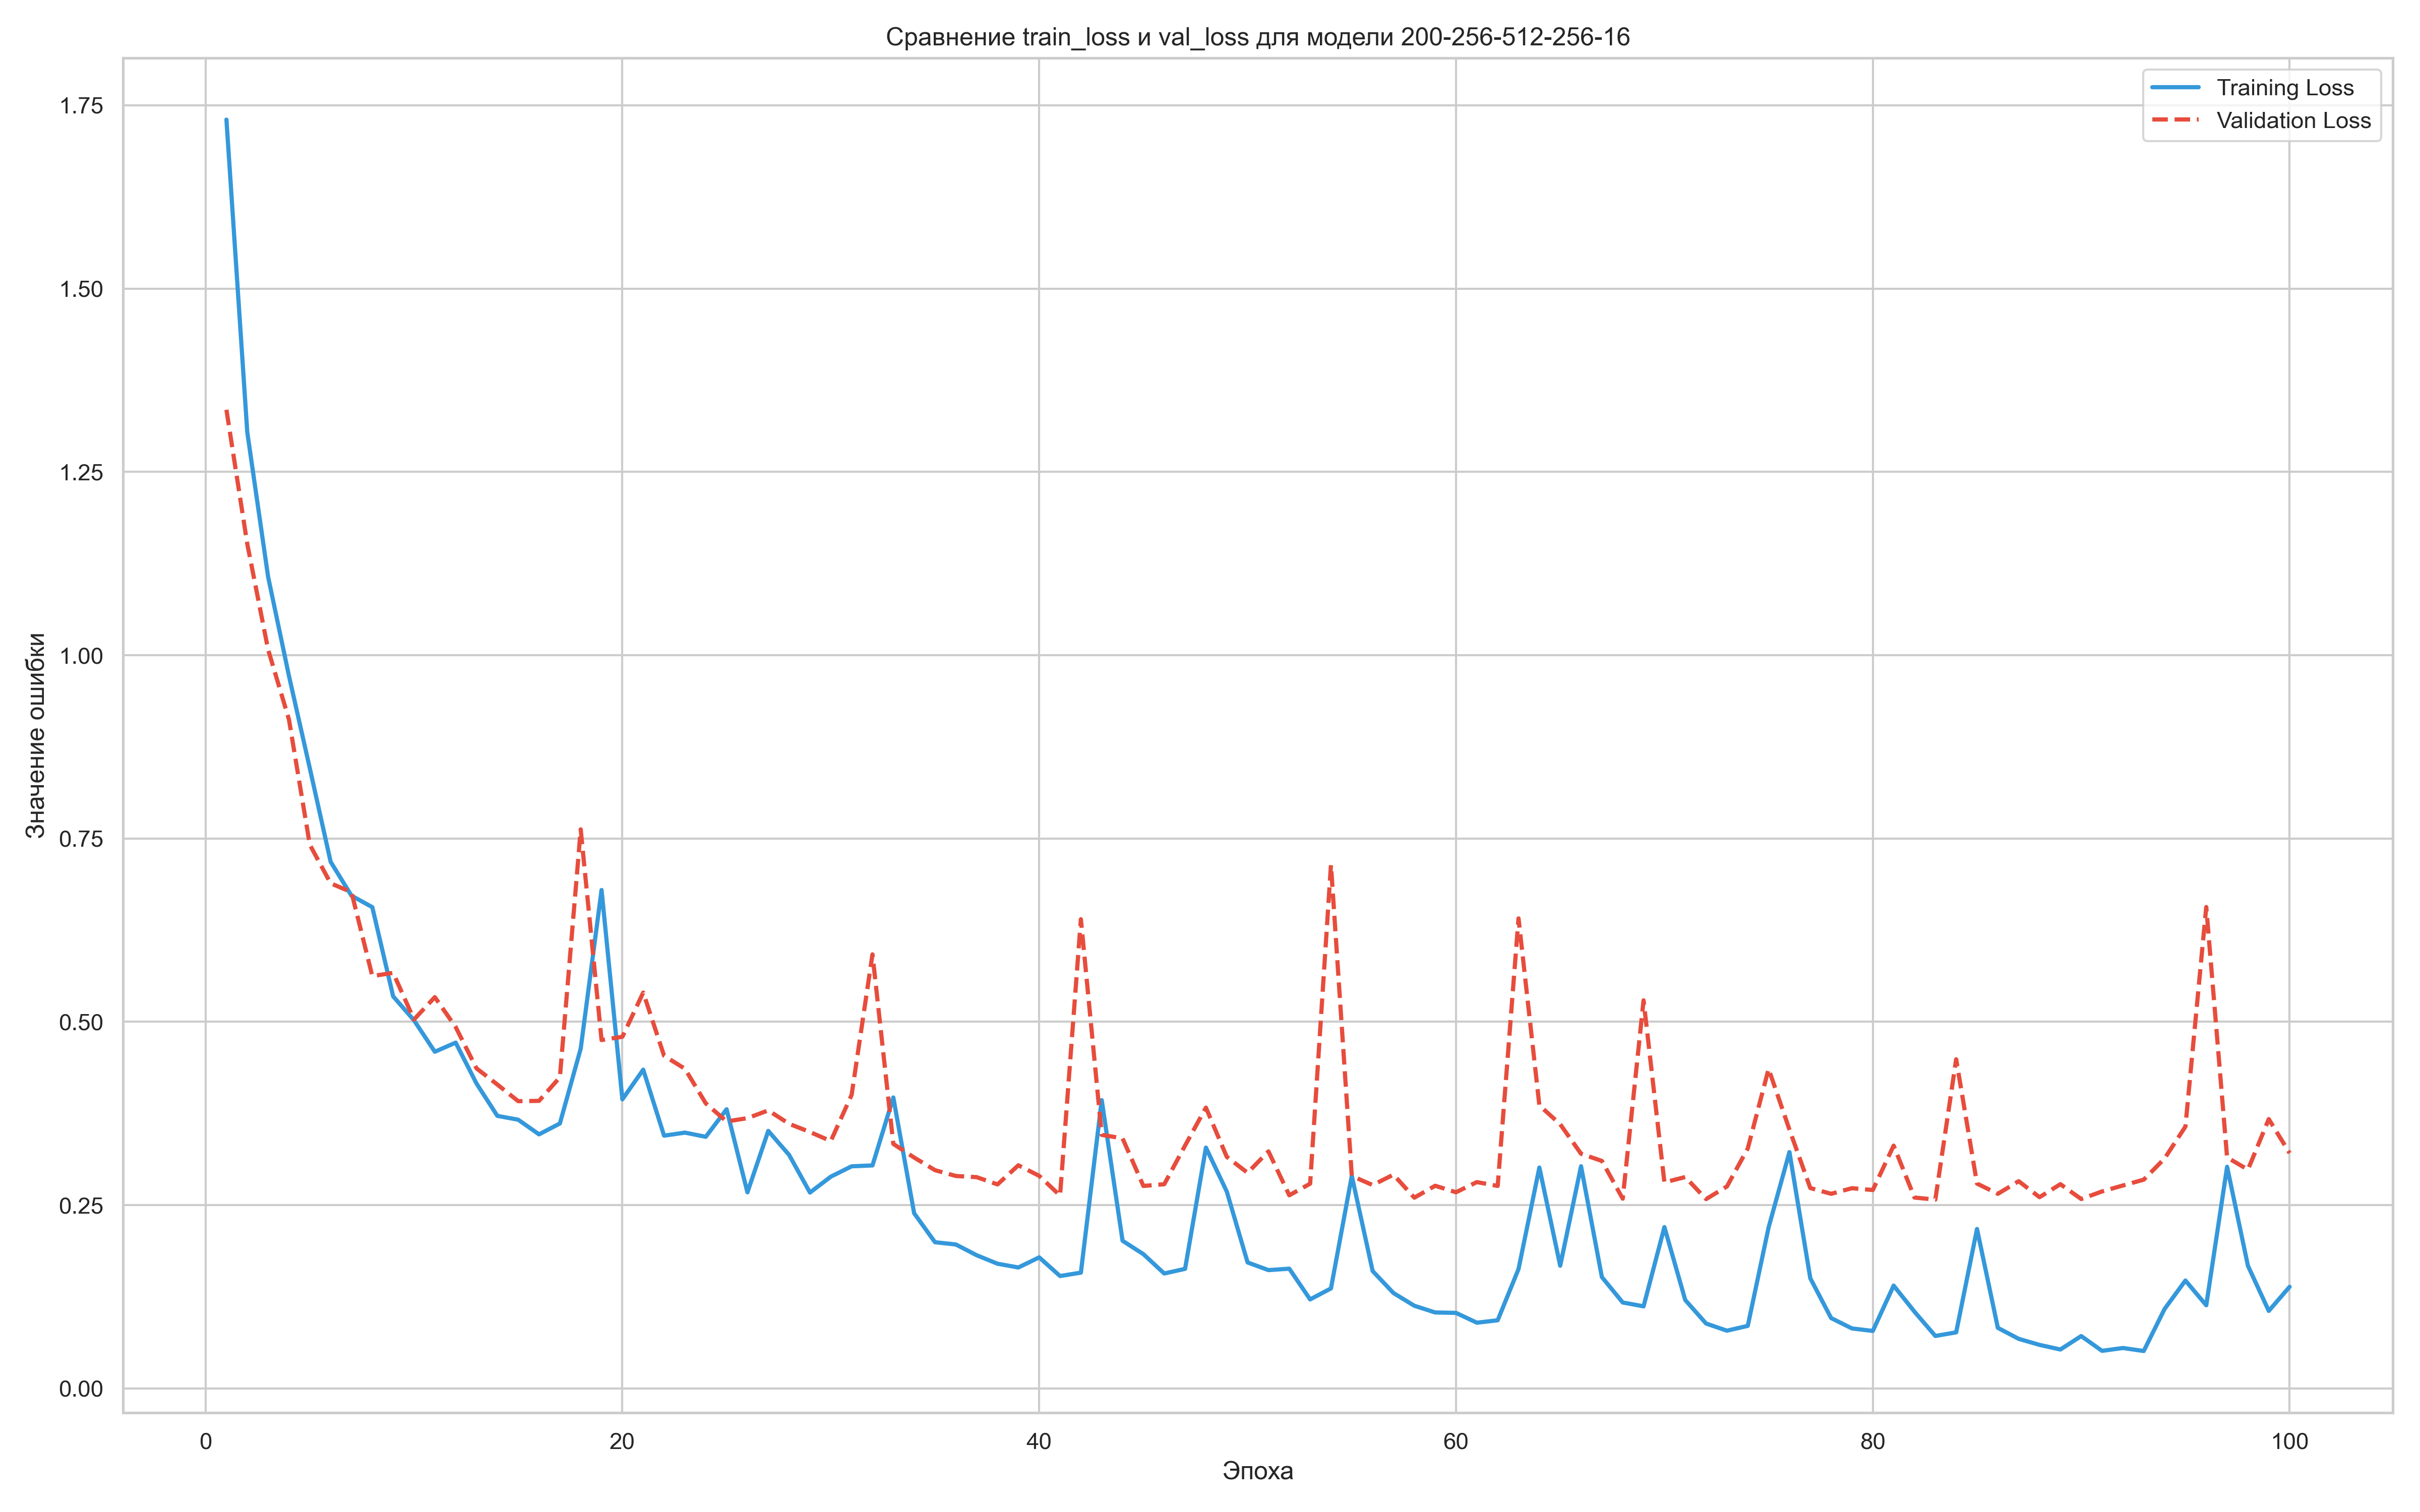 Сравнение train_loss и val_loss для модели 200-256-512-256-16
Training Loss
Validation Loss
1.75
1.50
1.25
1.00
0.75
0.50
0.25
0.00
Значение ошибки
0
20
40
60
80
100
Эпоха